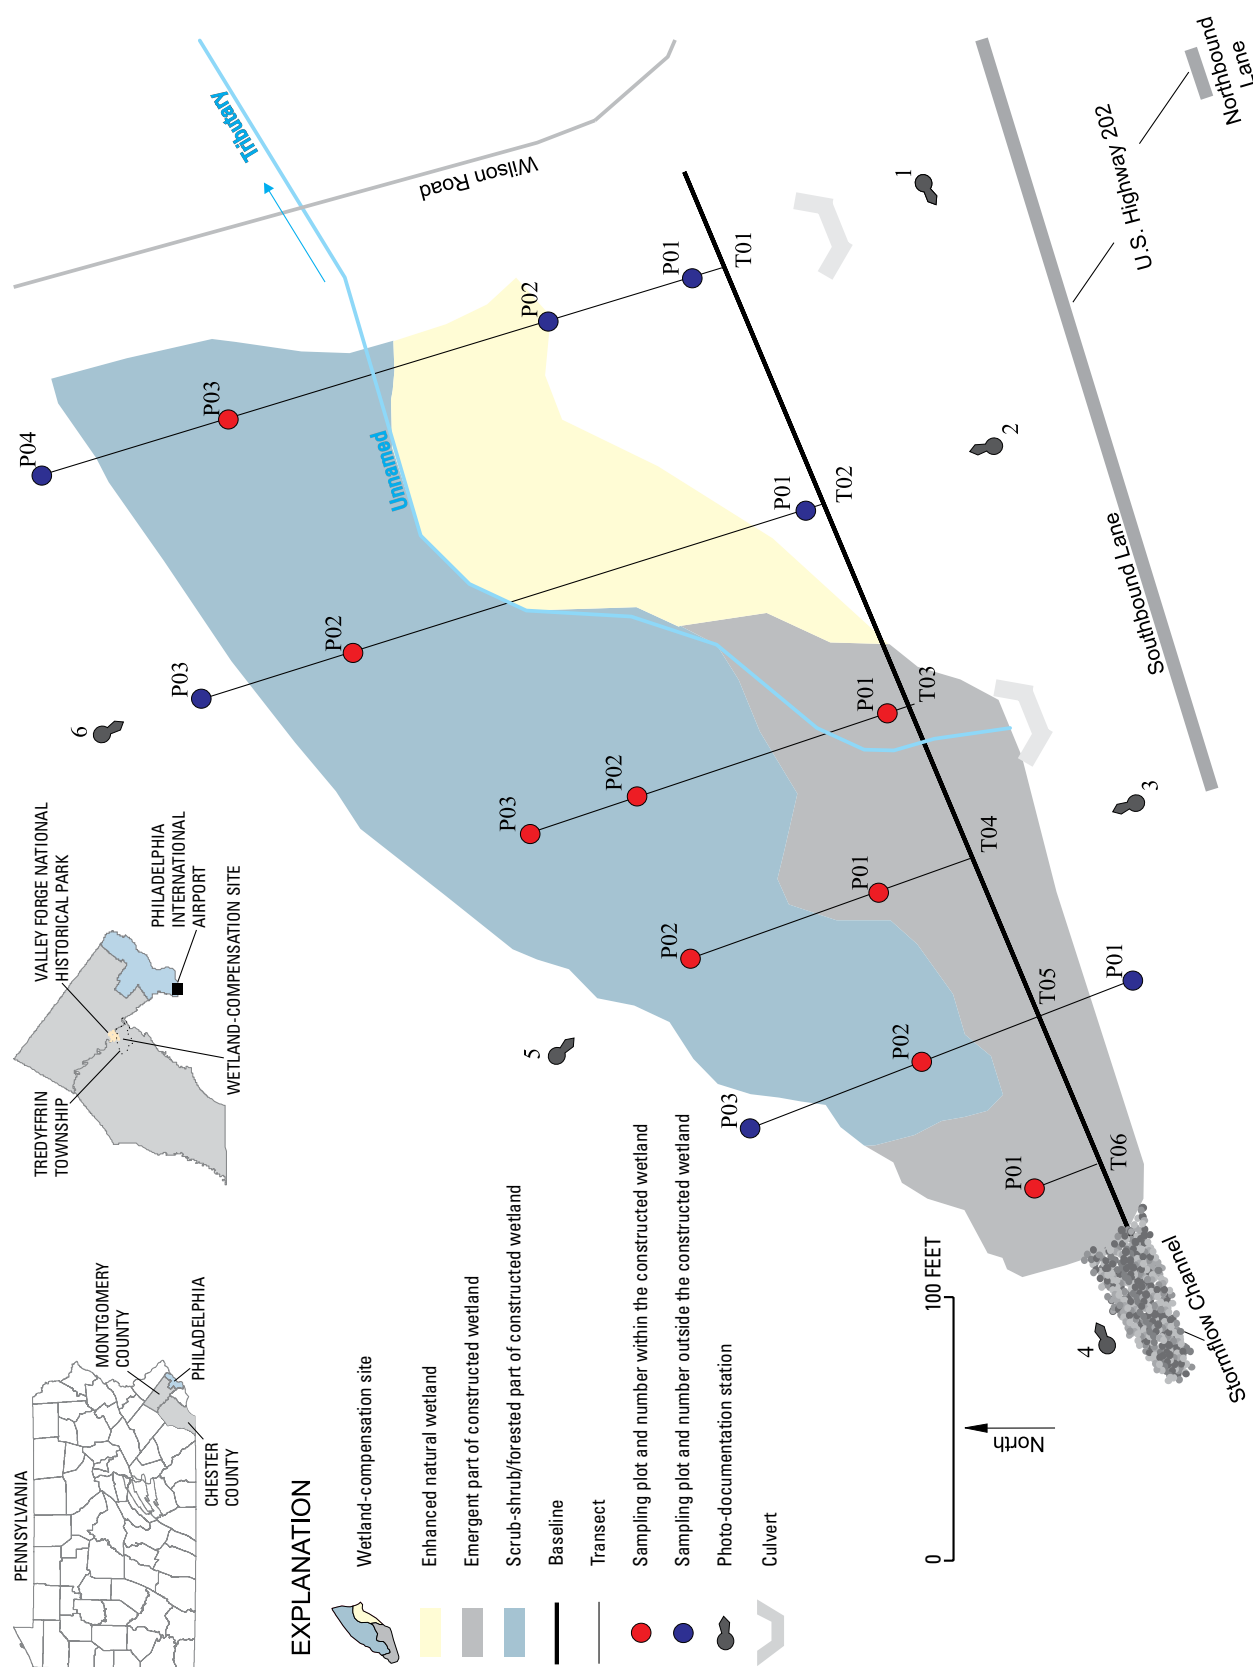 PENNSYLVANIA
MONTGOMERY
COUNTY
PHILADELPHIA
CHESTER
COUNTY
VALLEY FORGE NATIONAL
HISTORICAL PARK
PHILADELPHIA
INTERNATIONAL
AIRPORT
WETLAND-COMPENSATION SITE
TREDYFFRIN
TOWNSHIP
EXPLANATION
Wetland-compensation site
Enhanced natural wetland
Emergent part of constructed wetland
Scrub-shrub/forested part of constructed wetland
Baseline
Transect
Sampling plot and number within the constructed wetland
Sampling plot and number outside the constructed wetland
Photo-documentation station
Culvert
0
100 FEET
North
Stormflow Channel
4
5
6
3
2
1
P01
T06
P03
P02
T05
P01
P02
P01
T04
P03
P02
P01
T03
P03
P02
P01
T02
P04
P03
P02
P01
T01
Unnamed
Tributary
Wilson Road
Southbound Lane
U.S. Highway 202
Northbound
Lane